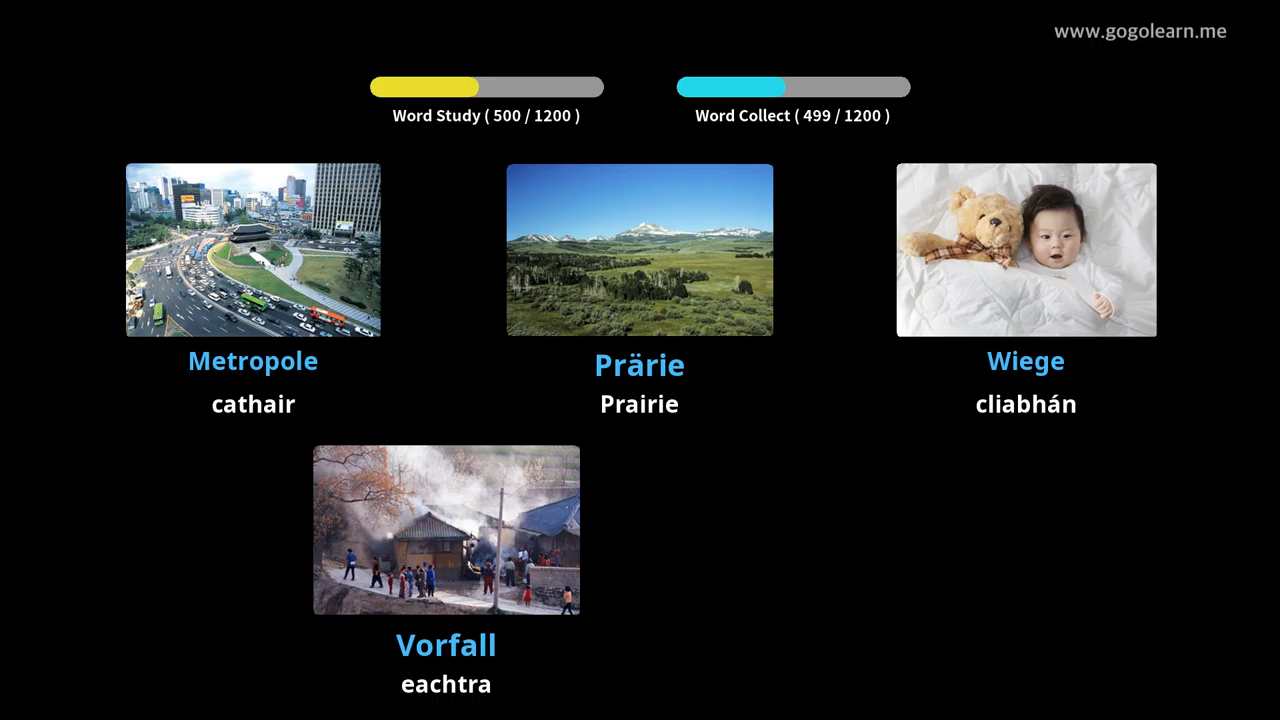 www.gogolearn.me
Word Study ( 500 / 1200 )
Word Collect ( 499 / 1200 )
Metropole
Prärie
Wiege
cathair
Prairie
cliabhán
Vorfall
eachtra